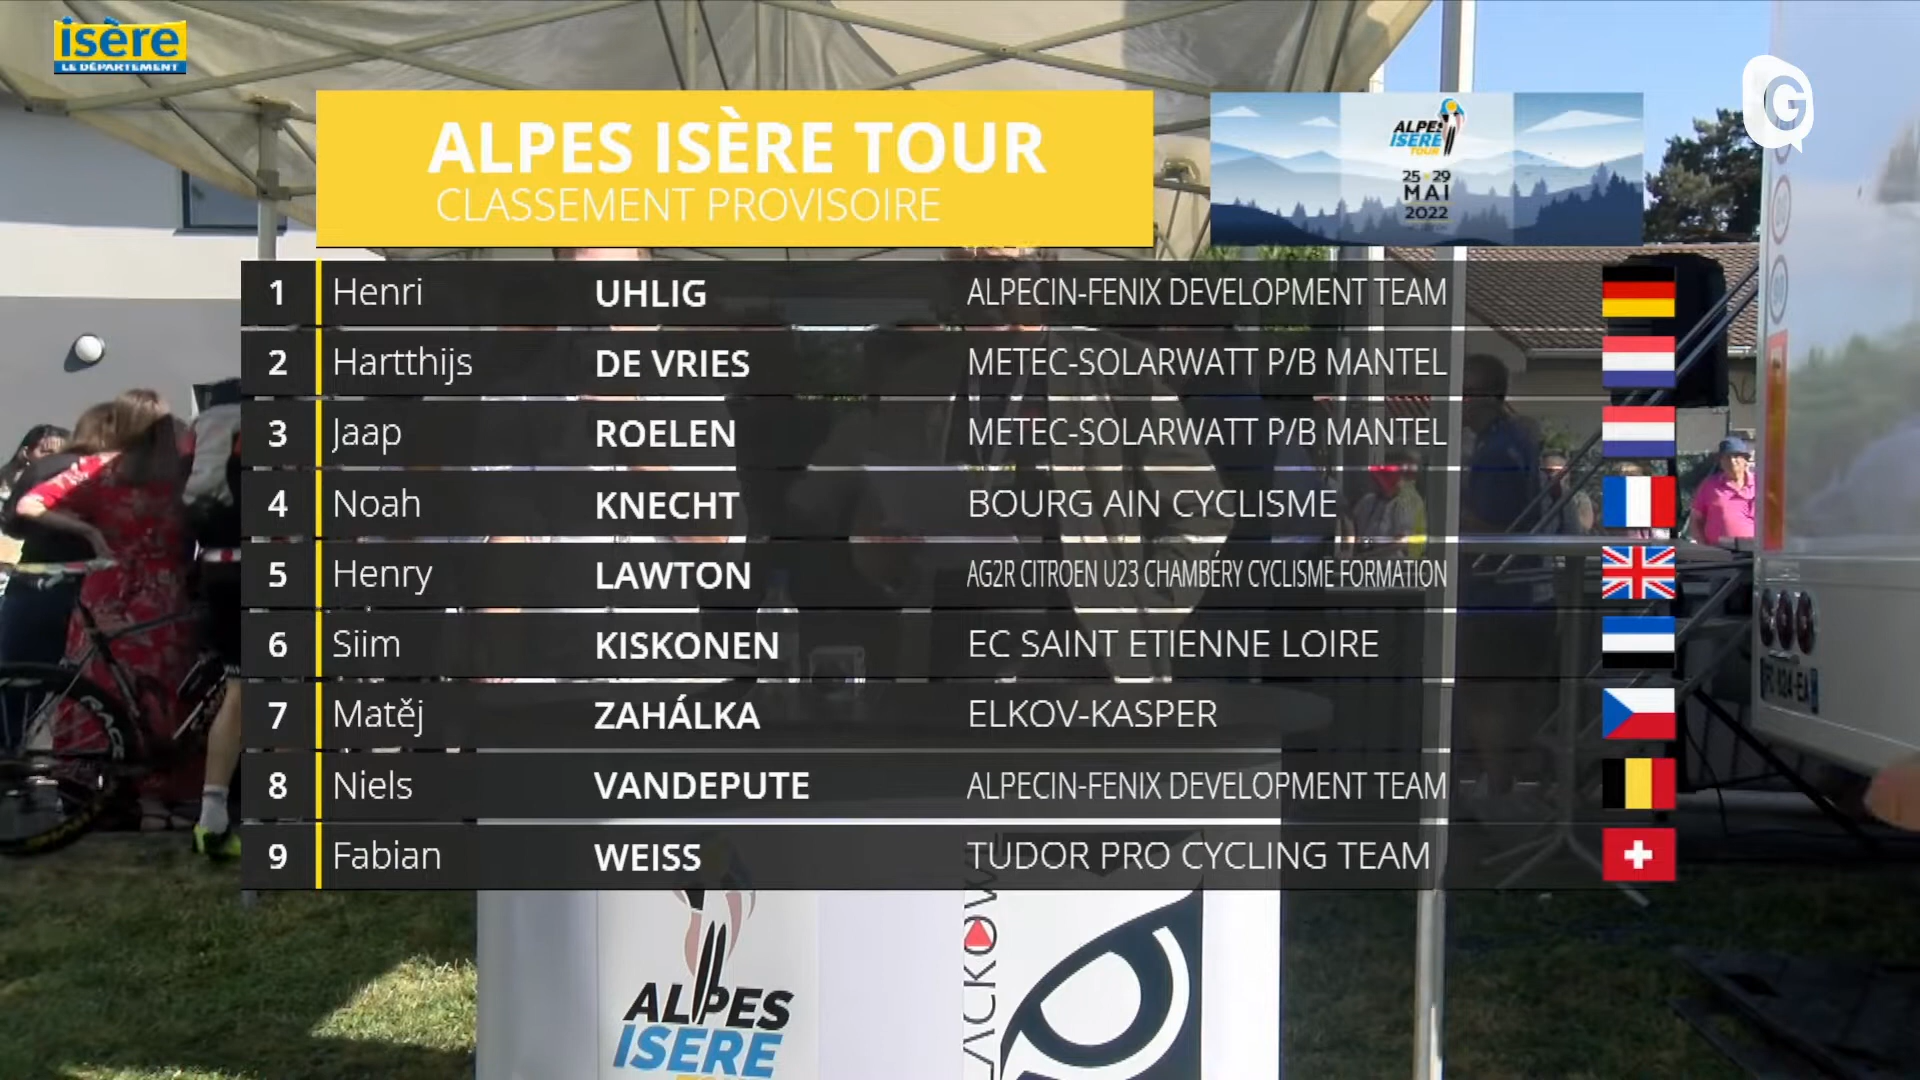 isère
LE DÉPARTEMENT
G
ALPES ISÈRE TOUR
CLASSEMENT PROVISOIRE
ALPES
ISÈRE
TOUR
25 29
MAI
2022
1 Henri UHLIG ALPECIN-FENIX DEVELOPMENT TEAM
2 Hartthijs DE VRIES METEC-SOLARWATT P/B MANTEL
3 Jaap ROELEN METEC-SOLARWATT P/B MANTEL
4 Noah KNECHT BOURG AIN CYCLISME
5 Henry LAWTON AG2R CITROEN U23 CHAMBÉRY CYCLISME FORMATION
6 Siim KISKONEN EC SAINT ETIENNE LOIRE
7 Matěj ZAHÁLKA ELKOV-KASPER
8 Niels VANDEPUTE ALPECIN-FENIX DEVELOPMENT TEAM
9 Fabian WEISS TUDOR PRO CYCLING TEAM
ALPES
ISÈRE